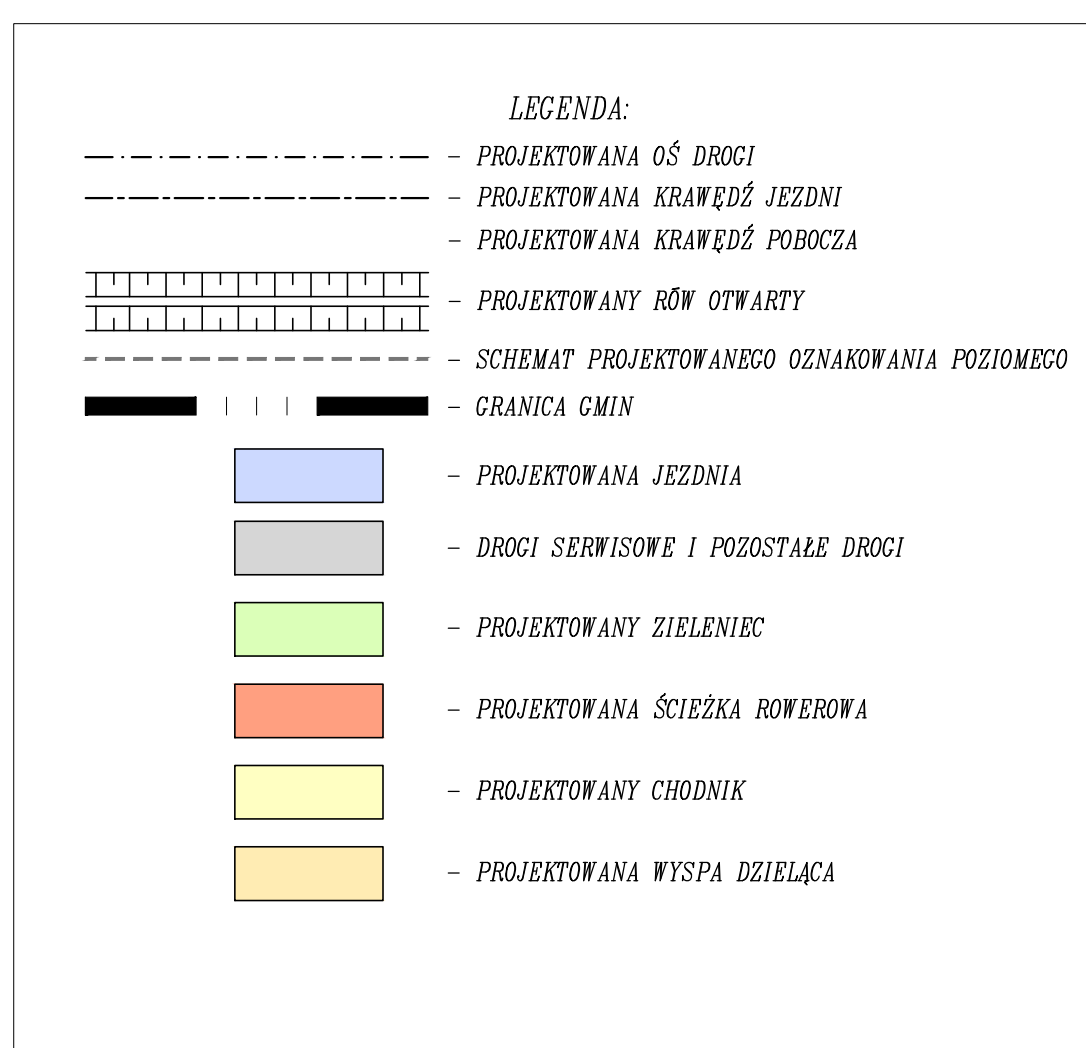 LEGENDA:
- PROJEKTOWANA OŚ DROGI
- PROJEKTOWANA KRAWĘDŹ JEZDNI
- PROJEKTOWANA KRAWĘDŹ POBOCZA
- PROJEKTOWANY RÓW OTWARTY
- SCHEMAT PROJEKTOWANEGO OZNAKOWANIA POZIOMEGO
- GRANICA GMIN
- PROJEKTOWANA JEZDNIA
- DROGI SERWISOWE I POZOSTAŁE DROGI
- PROJEKTOWANY ZIELENIEC
- PROJEKTOWANA ŚCIEŻKA ROWEROWA
- PROJEKTOWANY CHODNIK
- PROJEKTOWANA WYSPA DZIELĄCA